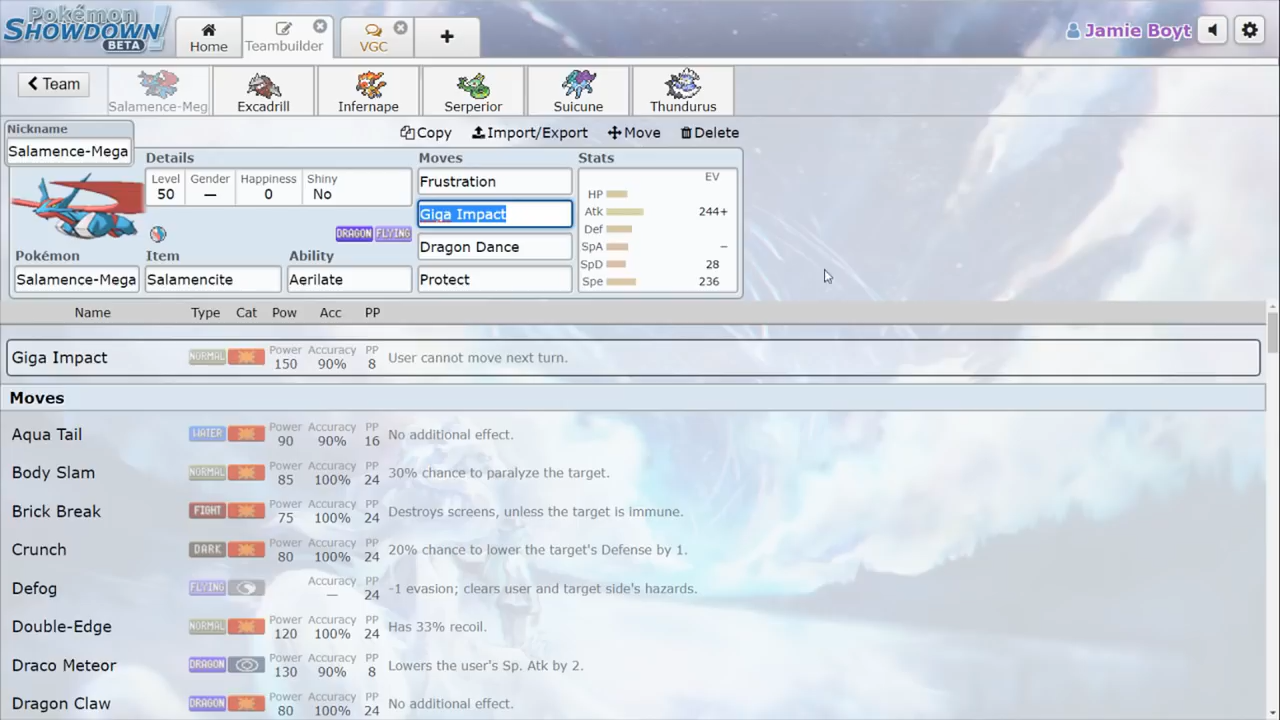 Pokémon
SHOWDOWN!
BETA
Home
Teambuilder
VGC
Jamie Boyt
Team
Salamence-Meg
Excadrill
Infernape
Serperior
Suicune
Thundurus
Nickname
Salamence-Mega
Copy
Import/Export
Move
Delete
Details
Level
50
Gender
—
Happiness
0
Shiny
No
DRAGON
FLYING
Pokémon
Salamence-Mega
Item
Salamencite
Ability
Aerilate
Moves
Frustration
Giga Impact
Dragon Dance
Protect
Stats
EV
HP
Atk 244+
Def
SpA –
SpD 28
Spe 236
Name Type Cat Pow Acc PP
Giga Impact NORMAL Power 150 Accuracy 90% PP 8 User cannot move next turn.
Moves
Aqua Tail WATER Power 90 Accuracy 90% PP 16 No additional effect.
Body Slam NORMAL Power 85 Accuracy 100% PP 24 30% chance to paralyze the target.
Brick Break FIGHT Power 75 Accuracy 100% PP 24 Destroys screens, unless the target is immune.
Crunch DARK Power 80 Accuracy 100% PP 24 20% chance to lower the target's Defense by 1.
Defog FLYING Accuracy — PP 24 -1 evasion; clears user and target side's hazards.
Double-Edge NORMAL Power 120 Accuracy 100% PP 24 Has 33% recoil.
Draco Meteor DRAGON Power 130 Accuracy 90% PP 8 Lowers the user's Sp. Atk by 2.
Dragon Claw DRAGON Power 80 Accuracy 100% PP 24 No additional effect.